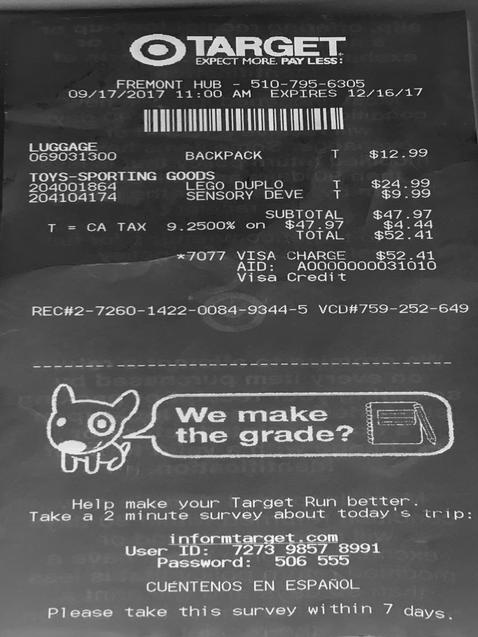 TARGET
EXPECT MORE. PAY LESS.
FREMONT HUB - 510-795-6305
09/17/2017 11:00 AM EXPIRES 12/16/17
LUGGAGE
069031300 BACKPACK T $12.99
TOYS-SPORTING GOODS
204001864 LEGO DUPLO T $24.99
204104174 SENSORY DEVE T $9.99
SUBTOTAL $47.97
T = CA TAX 9.2500% on $47.97 $4.44
TOTAL $52.41
*7077 VISA CHARGE $52.41
AID: A0000000031010
Visa Credit
REC#2-7260-1422-0084-9344-5 VCD#759-252-649
We make
the grade?
Help make your Target Run better.
Take a 2 minute survey about today's trip:
informtarget.com
User ID: 7273 9857 8991
Password: 506 555
CUÉNTENOS EN ESPAÑOL
Please take this survey within 7 days.